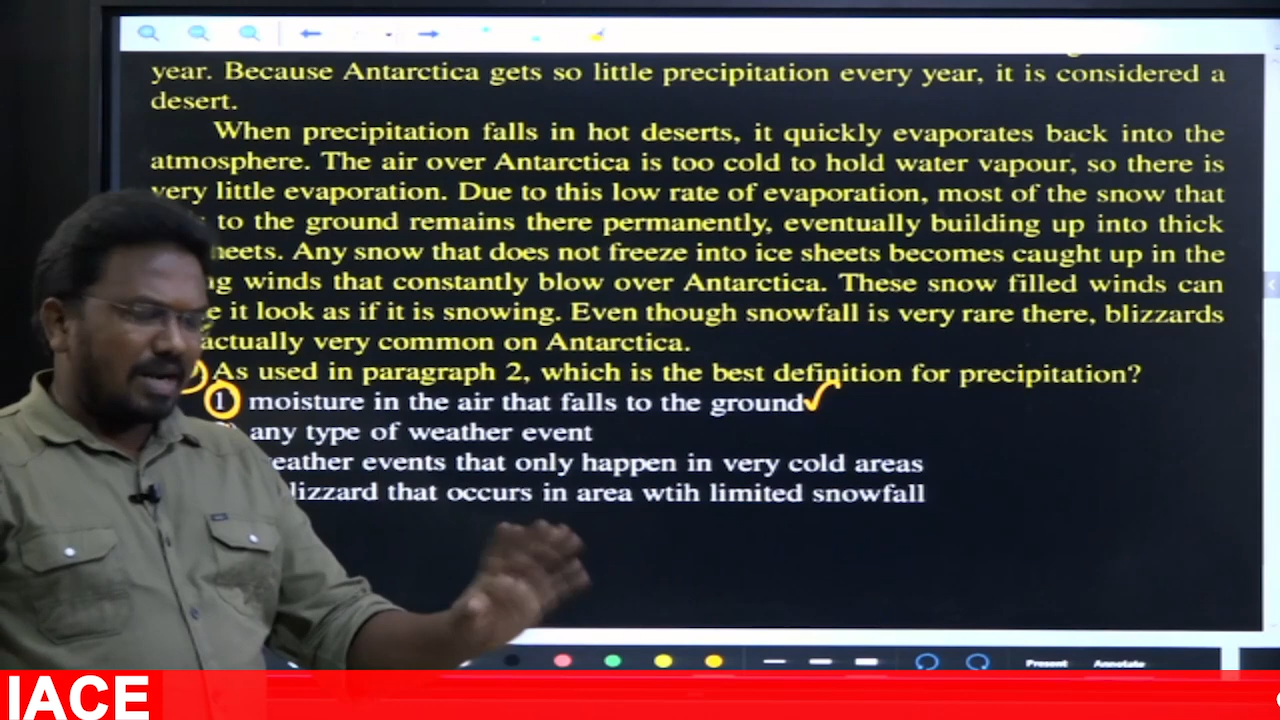 year. Because Antarctica gets so little precipitation every year, it is considered a
desert.
When precipitation falls in hot deserts, it quickly evaporates back into the
atmosphere. The air over Antarctica is too cold to hold water vapour, so there is
very little evaporation. Due to this low rate of evaporation, most of the snow that
to the ground remains there permanently, eventually building up into thick
Any snow that does not freeze into ice sheets becomes caught up in the
winds that constantly blow over Antarctica. These snow filled winds can
it look as if it is snowing. Even though snowfall is very rare there, blizzards
actually very common on Antarctica.
As used in paragraph 2, which is the best definition for precipitation?
1 moisture in the air that falls to the ground
any type of weather event
weather events that only happen in very cold areas
blizzard that occurs in area wtih limited snowfall
Present Annotate
IACE